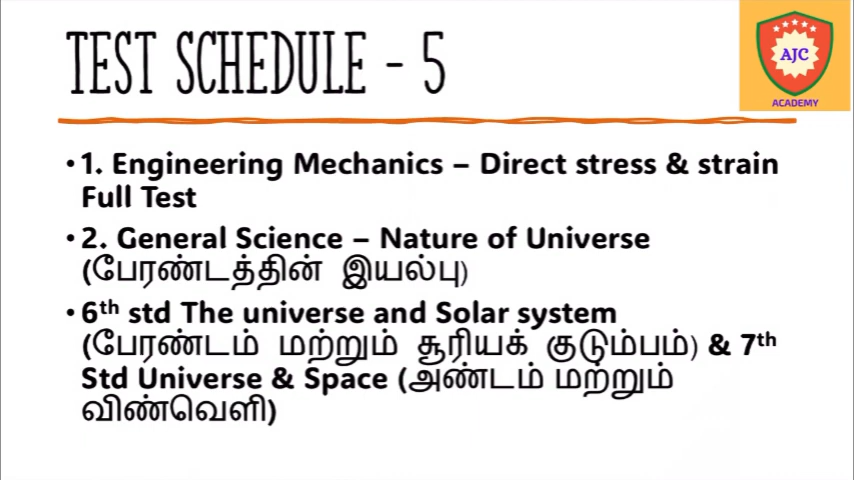 TEST SCHEDULE - 5
AJC
ACADEMY
•1. Engineering Mechanics – Direct stress & strain
Full Test
•2. General Science – Nature of Universe
(பேரண்டத்தின் இயல்பு)
•6th std The universe and Solar system
(பேரண்டம் மற்றும் சூரியக் குடும்பம்) & 7th
Std Universe & Space (அண்டம் மற்றும்
விண்வெளி)